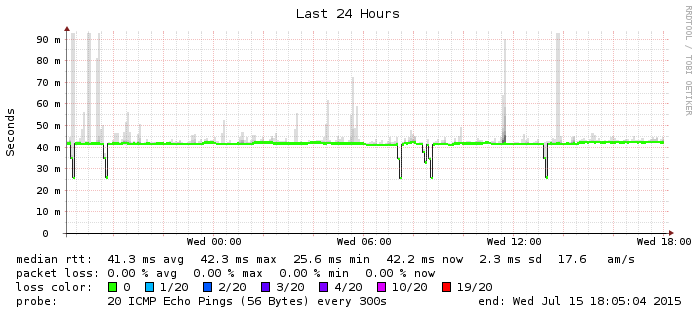 Last 24 Hours
RRDTOOL / TOBI OETIKER
Seconds
90 m
80 m
70 m
60 m
50 m
40 m
30 m
20 m
10 m
0
Wed 00:00 Wed 06:00 Wed 12:00 Wed 18:00
median rtt: 41.3 ms avg 42.3 ms max 25.6 ms min 42.2 ms now 2.3 ms sd 17.6 am/s
packet loss: 0.00 % avg 0.00 % max 0.00 % min 0.00 % now
loss color: 0 1/20 2/20 3/20 4/20 10/20 19/20
probe: 20 ICMP Echo Pings (56 Bytes) every 300s end: Wed Jul 15 18:05:04 2015